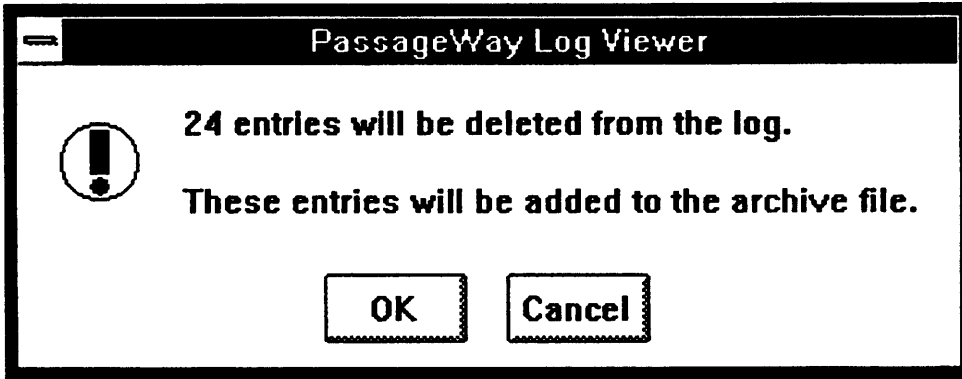 PassageWay Log Viewer
24 entries will be deleted from the log.
These entries will be added to the archive file.
OK
Cancel